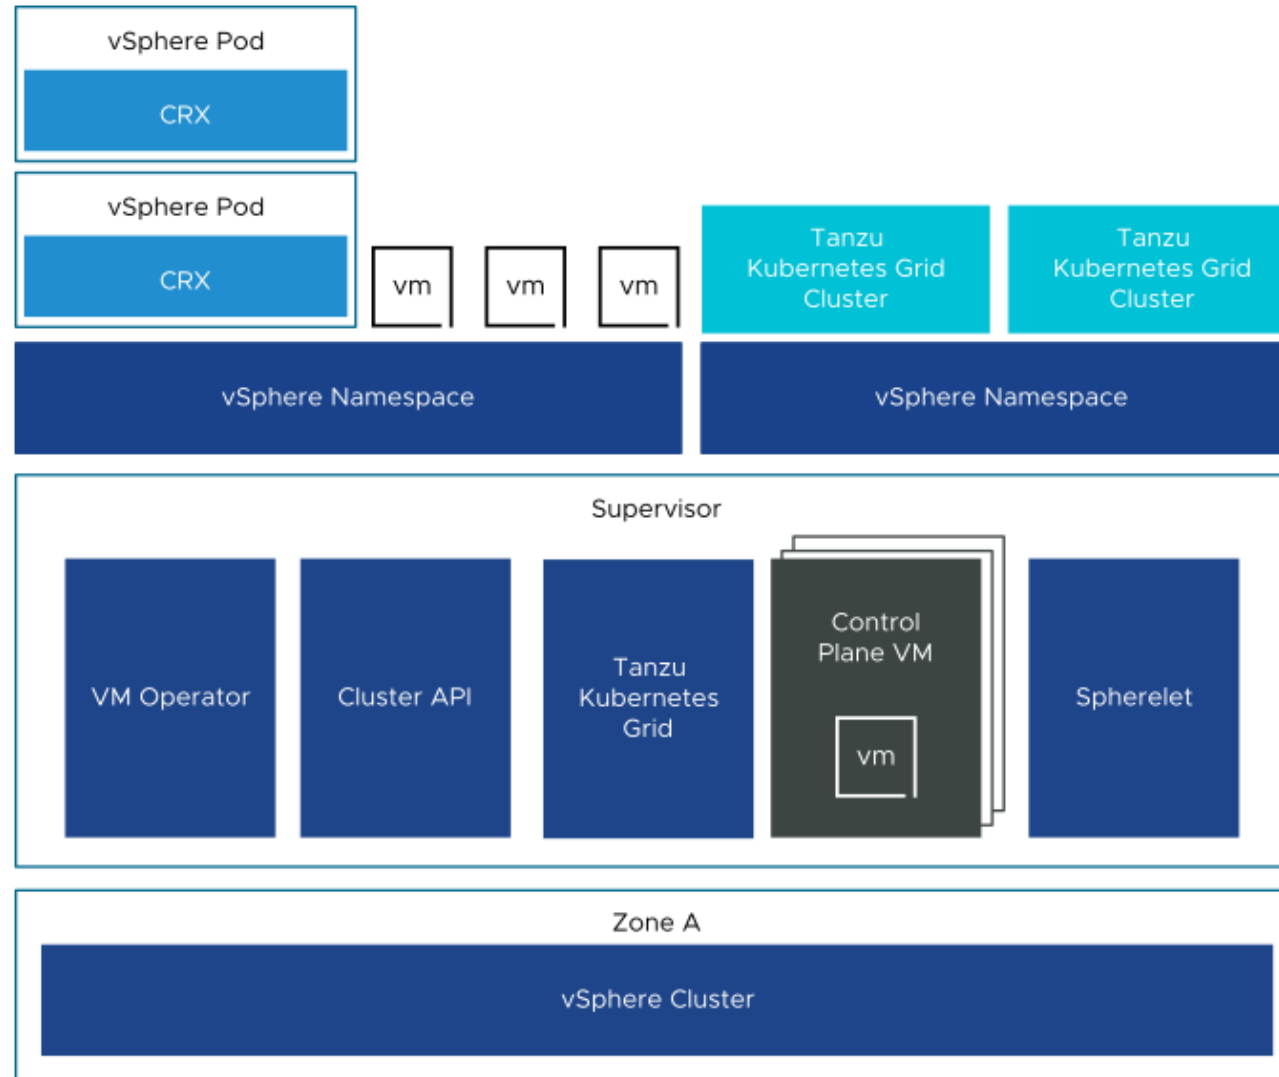 vSphere Pod
CRX
vSphere Pod
CRX
vm
vm
vm
Tanzu
Kubernetes Grid
Cluster
Tanzu
Kubernetes Grid
Cluster
vSphere Namespace
vSphere Namespace
Supervisor
VM Operator
Cluster API
Tanzu
Kubernetes
Grid
Control
Plane VM
vm
Spherelet
Zone A
vSphere Cluster